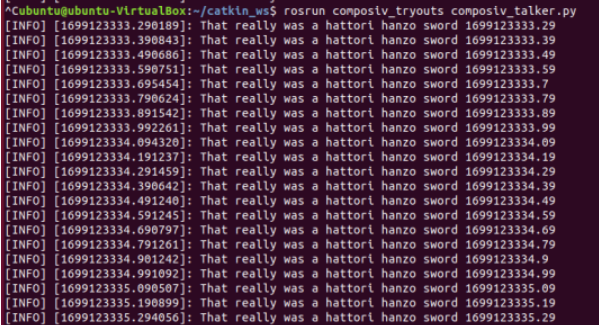 ^Cubuntu@ubuntu-VirtualBox:~/catkin_ws$ rosrun composiv_tryouts composiv_talker.py
[INFO] [1699123333.290189]: That really was a hattori hanzo sword 1699123333.29
[INFO] [1699123333.390843]: That really was a hattori hanzo sword 1699123333.39
[INFO] [1699123333.490686]: That really was a hattori hanzo sword 1699123333.49
[INFO] [1699123333.590751]: That really was a hattori hanzo sword 1699123333.59
[INFO] [1699123333.695454]: That really was a hattori hanzo sword 1699123333.7
[INFO] [1699123333.790624]: That really was a hattori hanzo sword 1699123333.79
[INFO] [1699123333.891542]: That really was a hattori hanzo sword 1699123333.89
[INFO] [1699123333.992261]: That really was a hattori hanzo sword 1699123333.99
[INFO] [1699123334.094320]: That really was a hattori hanzo sword 1699123334.09
[INFO] [1699123334.191237]: That really was a hattori hanzo sword 1699123334.19
[INFO] [1699123334.291459]: That really was a hattori hanzo sword 1699123334.29
[INFO] [1699123334.390642]: That really was a hattori hanzo sword 1699123334.39
[INFO] [1699123334.491240]: That really was a hattori hanzo sword 1699123334.49
[INFO] [1699123334.591245]: That really was a hattori hanzo sword 1699123334.59
[INFO] [1699123334.690797]: That really was a hattori hanzo sword 1699123334.69
[INFO] [1699123334.791261]: That really was a hattori hanzo sword 1699123334.79
[INFO] [1699123334.901242]: That really was a hattori hanzo sword 1699123334.9
[INFO] [1699123334.991092]: That really was a hattori hanzo sword 1699123334.99
[INFO] [1699123335.090507]: That really was a hattori hanzo sword 1699123335.09
[INFO] [1699123335.190899]: That really was a hattori hanzo sword 1699123335.19
[INFO] [1699123335.294056]: That really was a hattori hanzo sword 1699123335.29